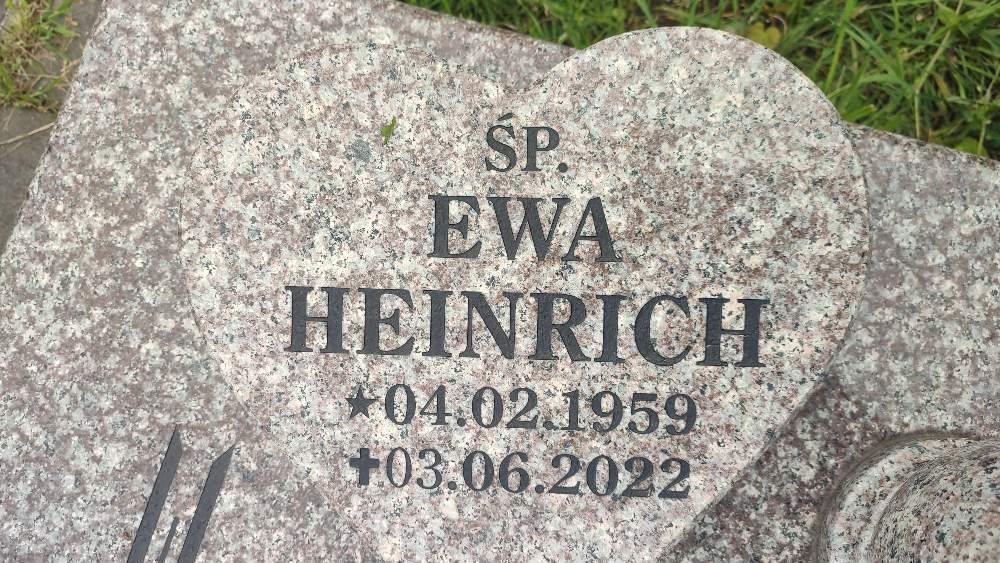 ŚP.
EWA
HEINRICH
★04.02.1959
✝03.06.2022